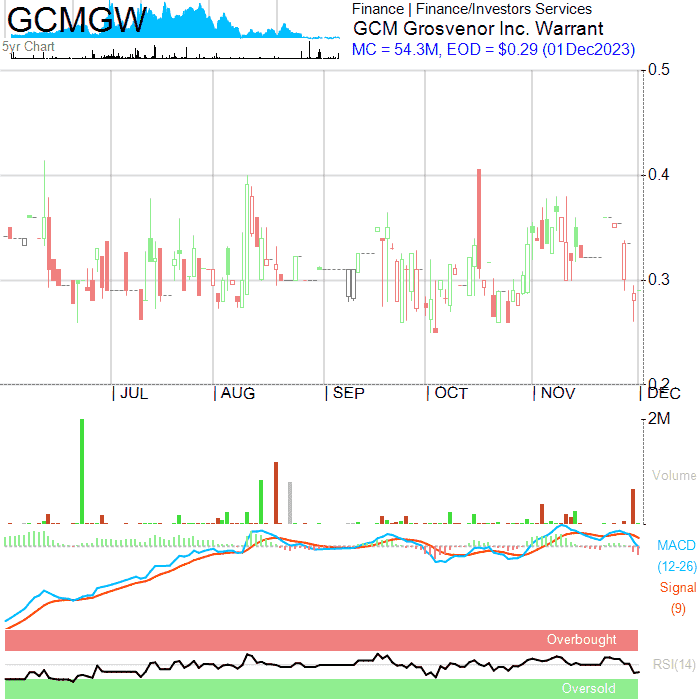 GCMGW
5yr Chart
Finance | Finance/Investors Services
GCM Grosvenor Inc. Warrant
MC = 54.3M, EOD = $0.29 (01Dec2023)
0.5
0.4
0.3
0.2
JUL
AUG
SEP
OCT
NOV
DEC
2M
Volume
MACD
(12-26)
Signal
(9)
Overbought
RSI(14)
Oversold